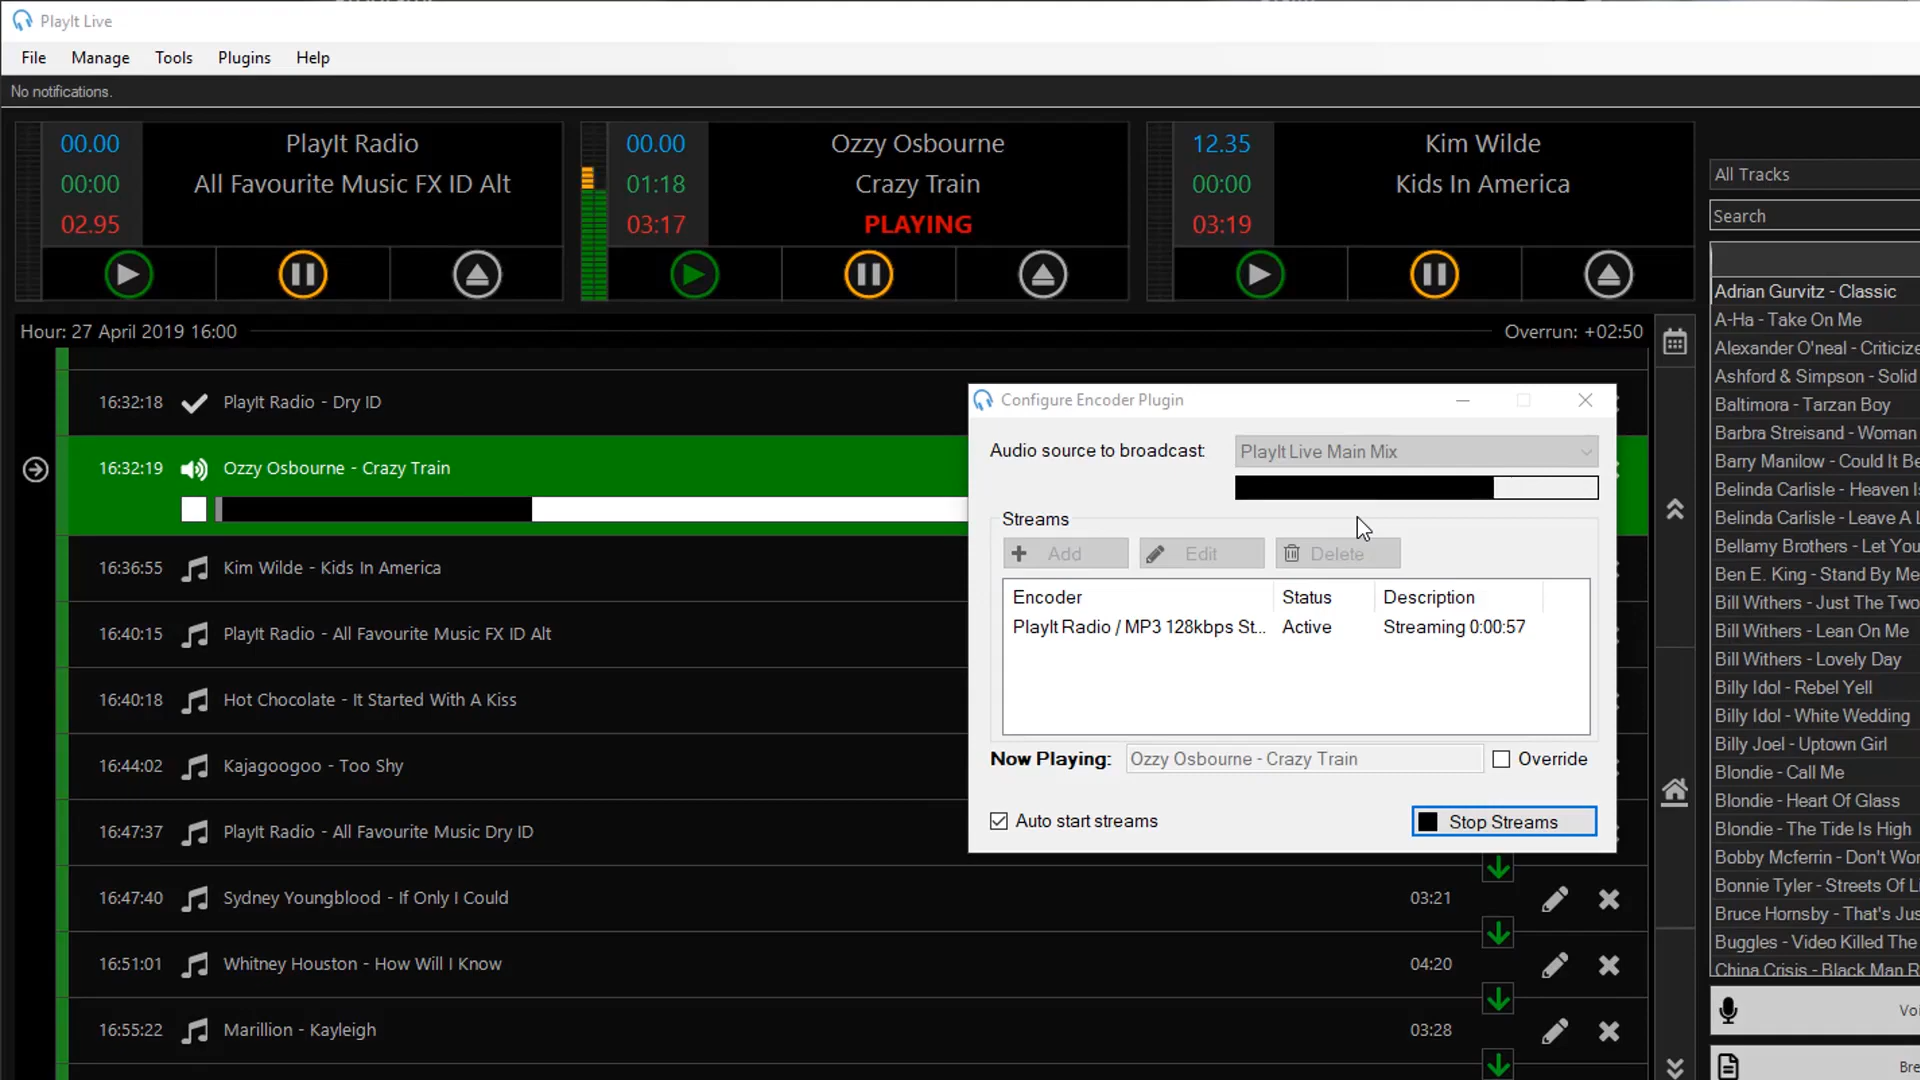 PlayIt Live
File Manage Tools Plugins Help
No notifications.
00.00
PlayIt Radio
00:00
All Favourite Music FX ID Alt
02.95
00.00
Ozzy Osbourne
01:18
Crazy Train
03:17
PLAYING
12.35
Kim Wilde
00:00
Kids In America
03:19
Hour: 27 April 2019 16:00
Overrun: +02:50
16:32:18 PlayIt Radio - Dry ID
16:32:19 Ozzy Osbourne - Crazy Train
16:36:55 Kim Wilde - Kids In America
16:40:15 PlayIt Radio - All Favourite Music FX ID Alt
16:40:18 Hot Chocolate - It Started With A Kiss
16:44:02 Kajagoogoo - Too Shy
16:47:37 PlayIt Radio - All Favourite Music Dry ID
16:47:40 Sydney Youngblood - If Only I Could 03:21
16:51:01 Whitney Houston - How Will I Know 04:20
16:55:22 Marillion - Kayleigh 03:28
Configure Encoder Plugin
Audio source to broadcast: PlayIt Live Main Mix
Streams
Add Edit Delete
Encoder Status Description
PlayIt Radio / MP3 128kbps St... Active Streaming 0:00:57
Now Playing: Ozzy Osbourne - Crazy Train Override
Auto start streams Stop Streams
All Tracks
Search
Adrian Gurvitz - Classic
A-Ha - Take On Me
Alexander O'neal - Criticize
Ashford & Simpson - Solid
Baltimora - Tarzan Boy
Barbra Streisand - Woman
Barry Manilow - Could It Be
Belinda Carlisle - Heaven Is
Belinda Carlisle - Leave A L
Bellamy Brothers - Let You
Ben E. King - Stand By Me
Bill Withers - Just The Two
Bill Withers - Lean On Me
Bill Withers - Lovely Day
Billy Idol - Rebel Yell
Billy Idol - White Wedding
Billy Joel - Uptown Girl
Blondie - Call Me
Blondie - Heart Of Glass
Blondie - The Tide Is High
Bobby Mcferrin - Don't Wor
Bonnie Tyler - Streets Of Li
Bruce Hornsby - That's Jus
Buggles - Video Killed The
China Crisis - Black Man R
Voi
Bre